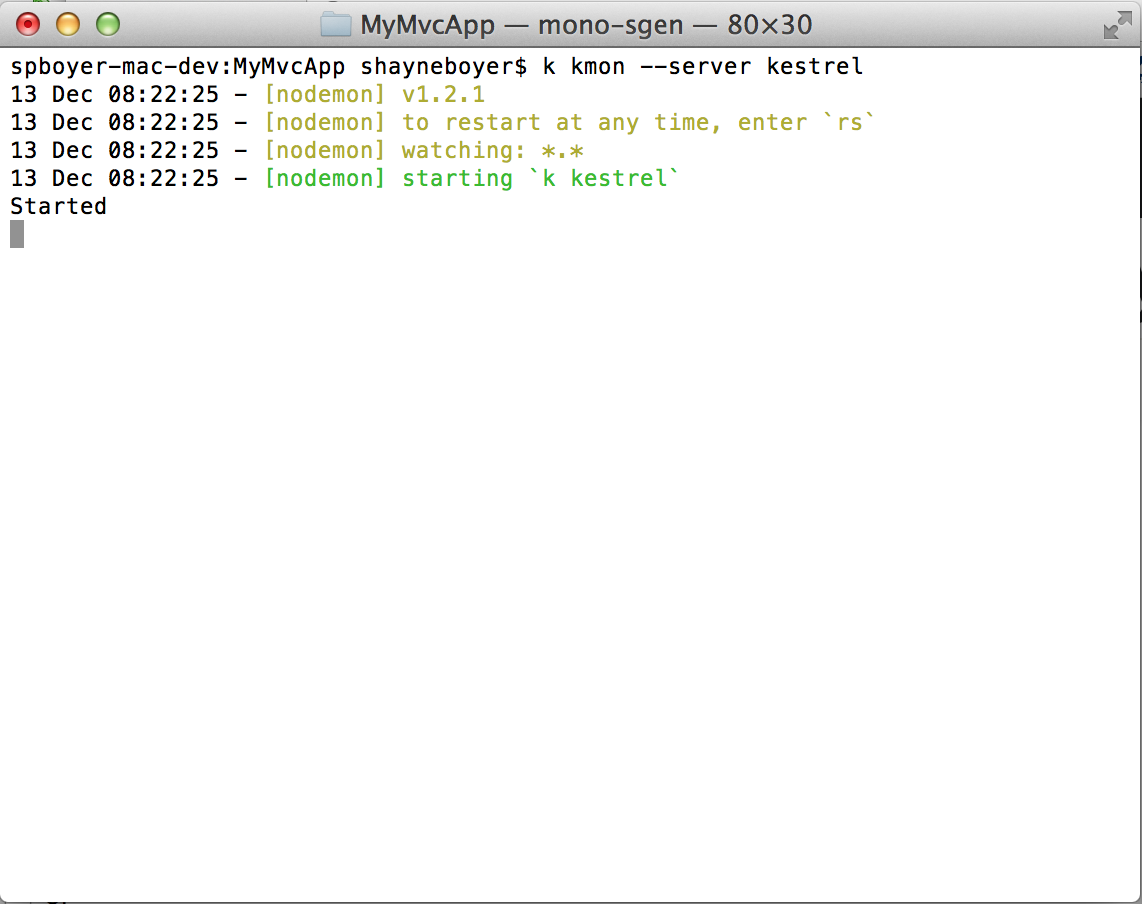 MyMvcApp — mono-sgen — 80×30
spboyer-mac-dev:MyMvcApp shayneboyer$ k kmon --server kestrel
13 Dec 08:22:25 - [nodemon] v1.2.1
13 Dec 08:22:25 - [nodemon] to restart at any time, enter `rs`
13 Dec 08:22:25 - [nodemon] watching: *.*
13 Dec 08:22:25 - [nodemon] starting `k kestrel`
Started